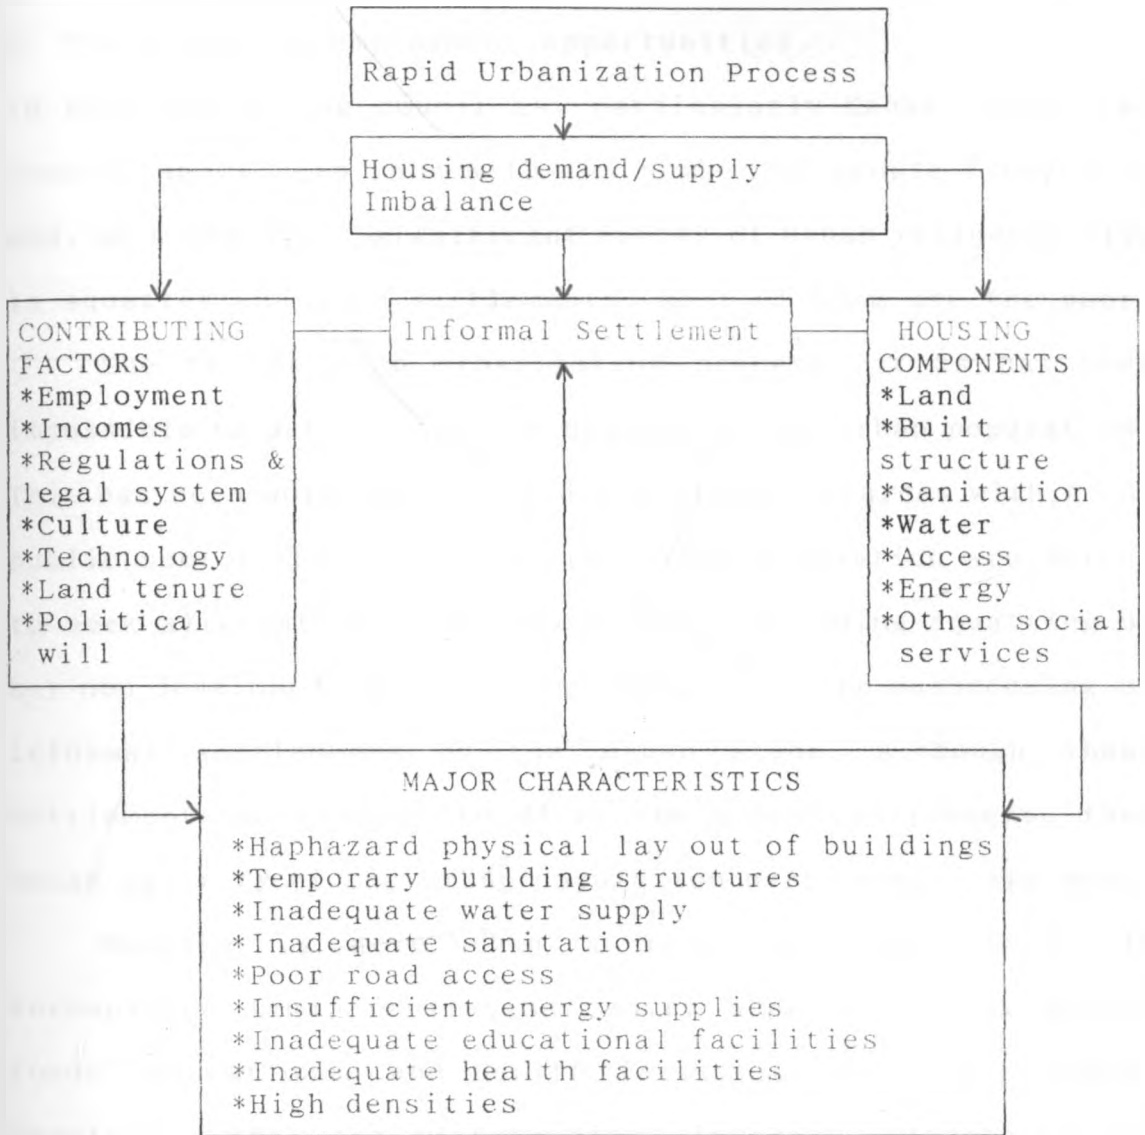 Rapid Urbanization Process
Housing demand/supply
Imbalance
Informal Settlement
CONTRIBUTING
FACTORS
*Employment
*Incomes
*Regulations &
legal system
*Culture
*Technology
*Land tenure
*Political
will
HOUSING
COMPONENTS
*Land
*Built
structure
*Sanitation
*Water
*Access
*Energy
*Other social
services
MAJOR CHARACTERISTICS
*Haphazard physical lay out of buildings
*Temporary building structures
*Inadequate water supply
*Inadequate sanitation
*Poor road access
*Insufficient energy supplies
*Inadequate educational facilities
*Inadequate health facilities
*High densities